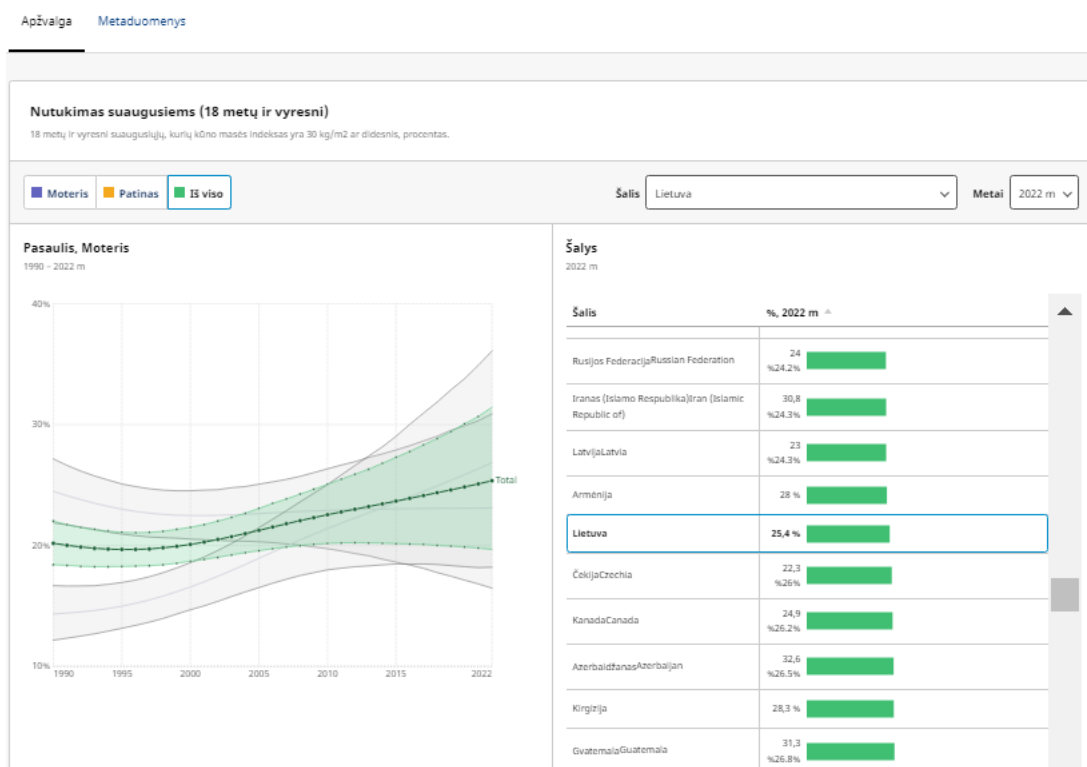 Apžvalga Metaduomenys
Nutukimas suaugusiems (18 metų ir vyresni)
18 metų ir vyresni suaugusiųjų, kurių kūno masės indeksas yra 30 kg/m2 ar didesnis, procentas.
Moteris Patinas Iš viso Šalis Lietuva Metai 2022 m
Pasaulis, Moteris
1990 – 2022 m
40%
30%
20%
10%
Total
1990 1995 2000 2005 2010 2015 2022
Šalys
2022 m
Šalis %, 2022 m
Rusijos FederacijaRussian Federation 24
%24.2%
Iranas (Islamo Respublika)Iran (Islamic
Republic of) 30,8
%24.3%
LatvijaLatvia 23
%24.3%
Armėnija 28 %
Lietuva 25,4 %
ČekijaCzechia 22,3
%26%
KanadaCanada 24,9
%26.2%
AzerbaidžanasAzerbaijan 32,6
%26.5%
Kirgizija 28,3 %
GvatemalaGuatemala 31,3
%26.8%